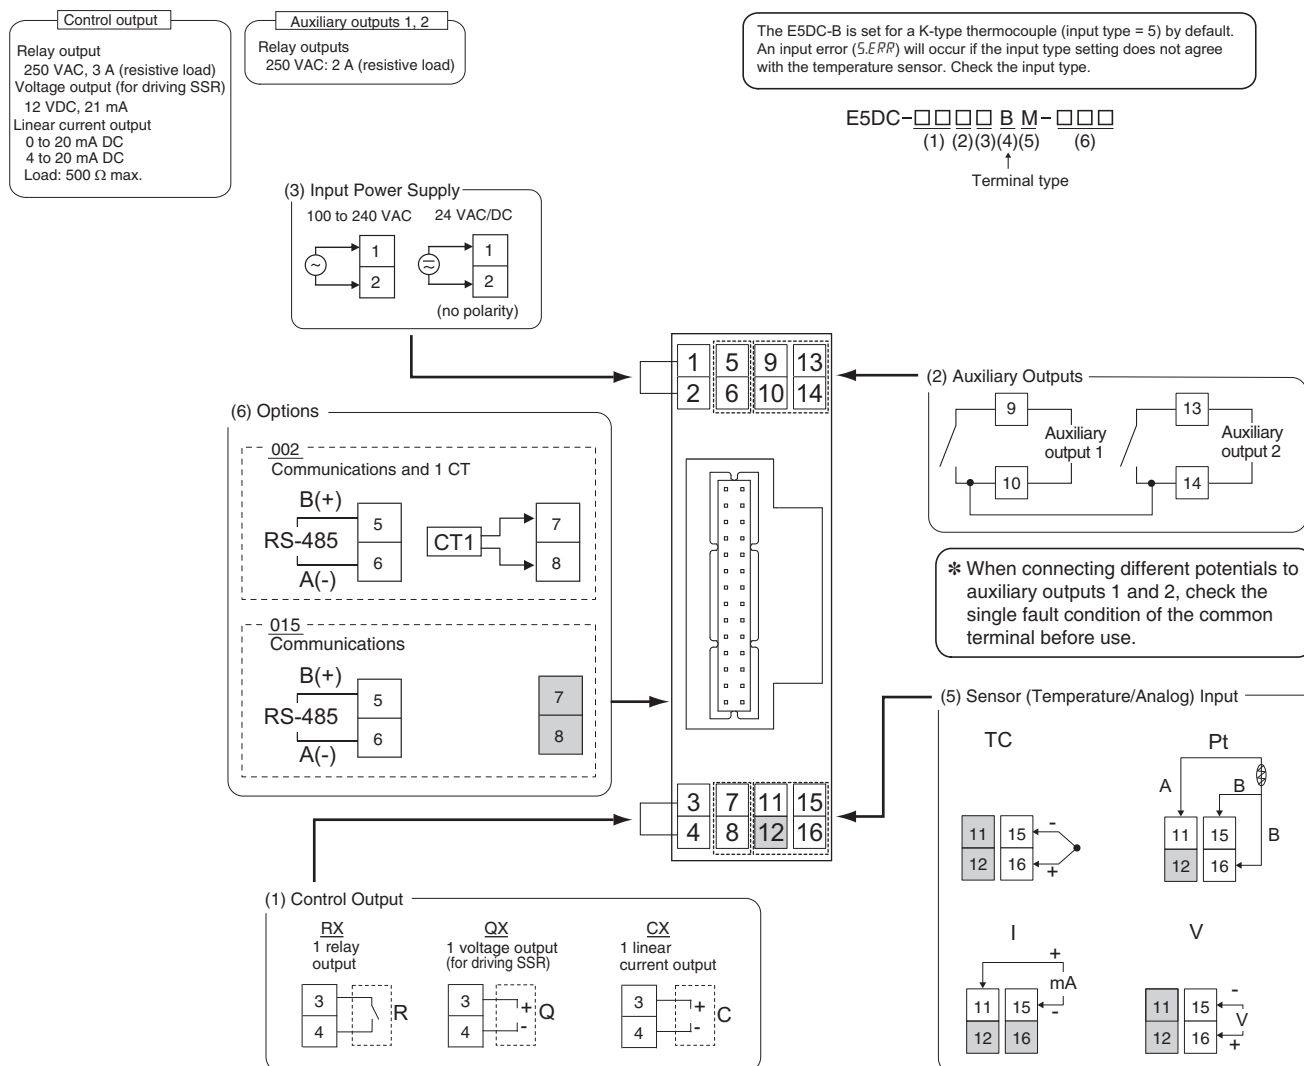 Control output
Relay output
250 VAC, 3 A (resistive load)
Voltage output (for driving SSR)
12 VDC, 21 mA
Linear current output
0 to 20 mA DC
4 to 20 mA DC
Load: 500 Ω max.
Auxiliary outputs 1, 2
Relay outputs
250 VAC: 2 A (resistive load)
The E5DC-B is set for a K-type thermocouple (input type = 5) by default.
An input error (S.ERR) will occur if the input type setting does not agree
with the temperature sensor. Check the input type.
E5DC-□□□□ B M-□□□
(1) (2)(3)(4)(5) (6)
Terminal type
(3) Input Power Supply
100 to 240 VAC 24 VAC/DC
1 1
2 2
(no polarity)
1 5 9 13
2 6 10 14
(2) Auxiliary Outputs
9 13
Auxiliary output 1
Auxiliary output 2
10 14
✽ When connecting different potentials to
auxiliary outputs 1 and 2, check the
single fault condition of the common
terminal before use.
(6) Options
002
Communications and 1 CT
B(+)
5 7
RS-485 CT1
6 8
A(-)
015
Communications
B(+)
5 7
RS-485
6 8
A(-)
3 7 11 15
4 8 12 16
(5) Sensor (Temperature/Analog) Input
TC
-
11 15
12 16
+
Pt
A B
11 15 B
12 16
I
+
mA
11 15 -
12 16
V
-
11 15
V
12 16
+
(1) Control Output
RX
1 relay
output
3
R
4
QX
1 voltage output
(for driving SSR)
3
+ Q
4 -
CX
1 linear
current output
3 +
C
4 -